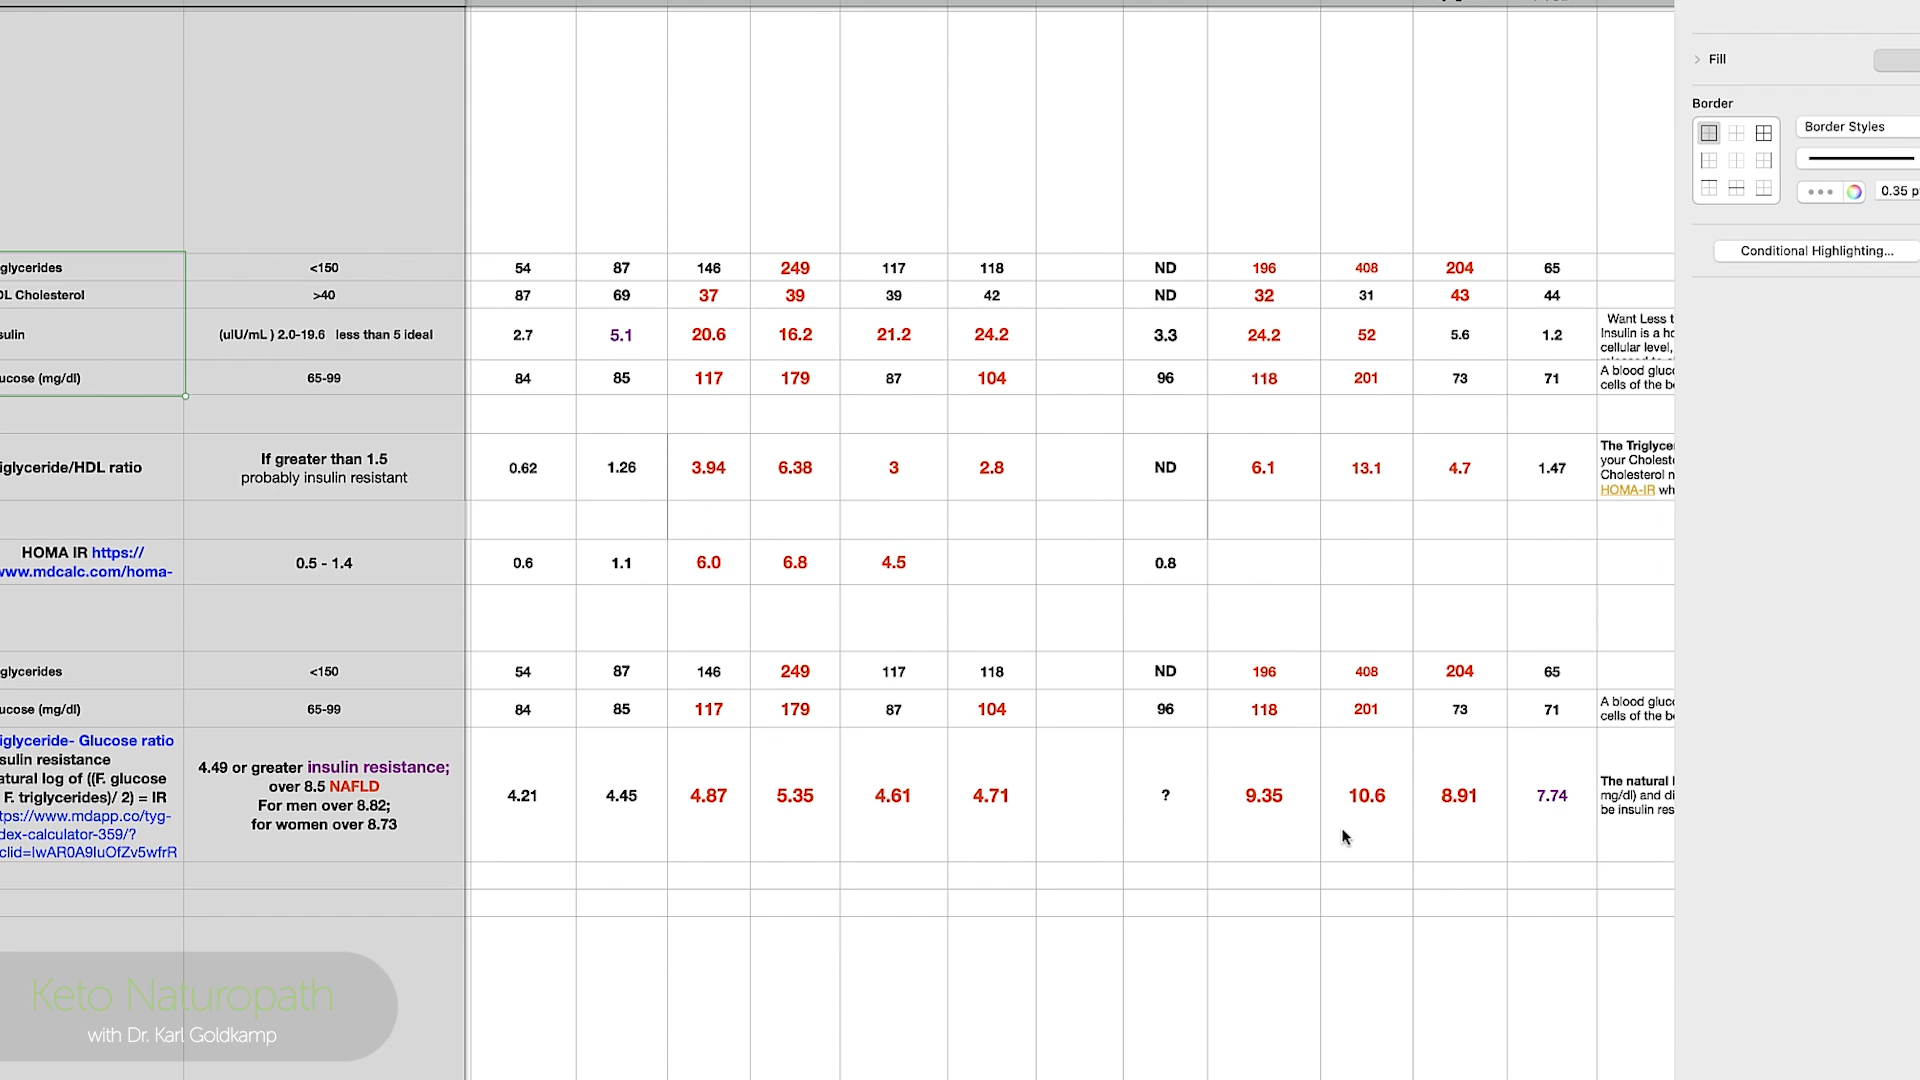 Fill
Border
Border Styles
0.35 p
Conditional Highlighting...
glycerides <150 54 87 146 249 117 118 ND 196 408 204 65
DL Cholesterol >40 87 69 37 39 39 42 ND 32 31 43 44
sulin (uIU/mL ) 2.0-19.6 less than 5 ideal 2.7 5.1 20.6 16.2 21.2 24.2 3.3 24.2 52 5.6 1.2
Want Less t
Insulin is a ho
cellular level,
ucose (mg/dl) 65-99 84 85 117 179 87 104 96 118 201 73 71
A blood gluco
cells of the be
iglyceride/HDL ratio
If greater than 1.5
probably insulin resistant
0.62 1.26 3.94 6.38 3 2.8 ND 6.1 13.1 4.7 1.47
The Triglycer
your Choleste
Cholesterol n
HOMA-IR wh
HOMA IR https://
www.mdcalc.com/homa-
0.5 - 1.4 0.6 1.1 6.0 6.8 4.5 0.8
glycerides <150 54 87 146 249 117 118 ND 196 408 204 65
ucose (mg/dl) 65-99 84 85 117 179 87 104 96 118 201 73 71
A blood gluco
cells of the be
iglyceride- Glucose ratio
sulin resistance
atural log of ((F. glucose
F. triglycerides)/ 2) = IR
tps://www.mdapp.co/tyg-
dex-calculator-359/?
clid=IwAR0A9IuOfZv5wfrR
4.49 or greater insulin resistance;
over 8.5 NAFLD
For men over 8.82;
for women over 8.73
4.21 4.45 4.87 5.35 4.61 4.71 ? 9.35 10.6 8.91 7.74
The natural l
mg/dl) and di
be insulin res
Keto Naturopath
with Dr. Karl Goldkamp